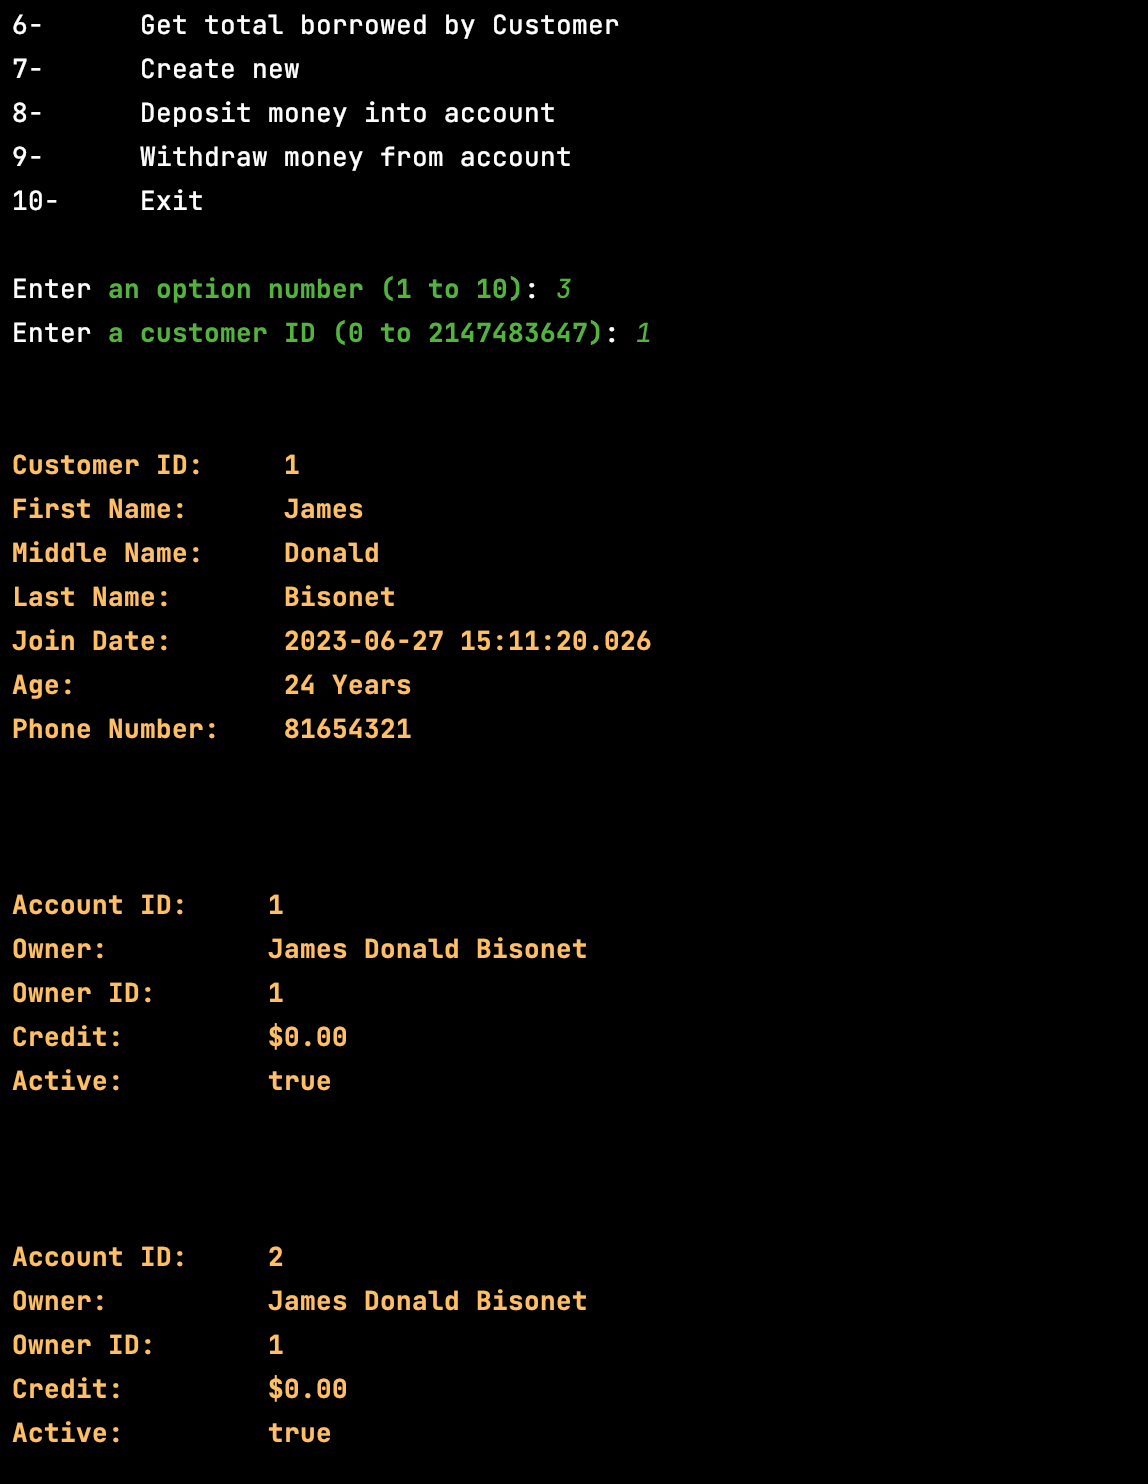 6-      Get total borrowed by Customer
7-      Create new
8-      Deposit money into account
9-      Withdraw money from account
10-     Exit
Enter an option number (1 to 10): 3
Enter a customer ID (0 to 2147483647): 1
Customer ID:     1
First Name:      James
Middle Name:     Donald
Last Name:       Bisonet
Join Date:       2023-06-27 15:11:20.026
Age:             24 Years
Phone Number:    81654321
Account ID:     1
Owner:          James Donald Bisonet
Owner ID:       1
Credit:         $0.00
Active:         true
Account ID:     2
Owner:          James Donald Bisonet
Owner ID:       1
Credit:         $0.00
Active:         true